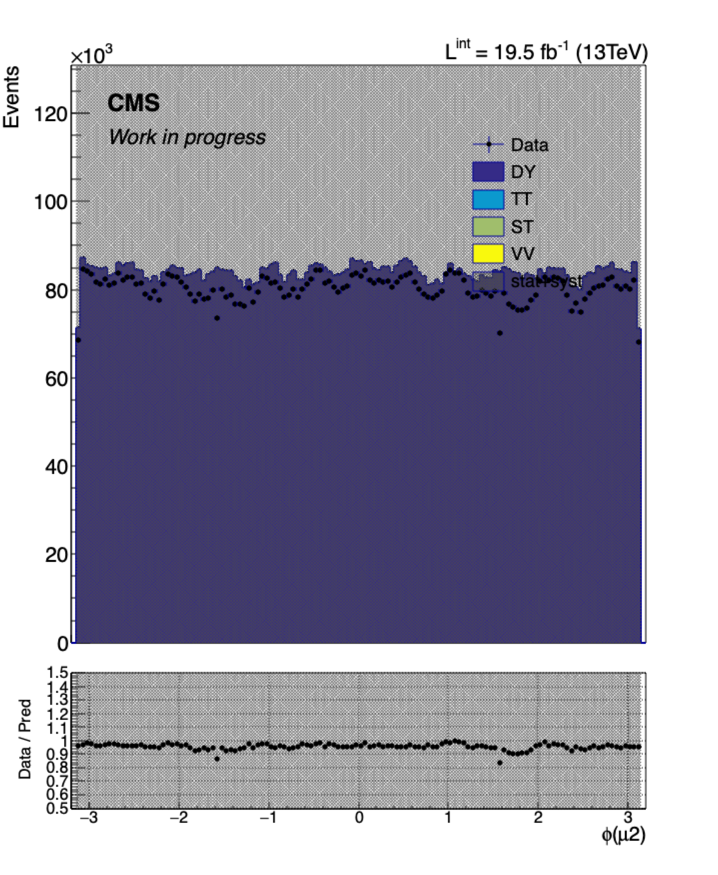 ×10³
L^int = 19.5 fb⁻¹ (13TeV)
Events
CMS
Work in progress
Data
DY
TT
ST
VV
stat+syst
120
100
80
60
40
20
0
Data / Pred
1.5
1.4
1.3
1.2
1.1
1
0.9
0.8
0.7
0.6
0.5
−3 −2 −1 0 1 2 3
ϕ(μ2)